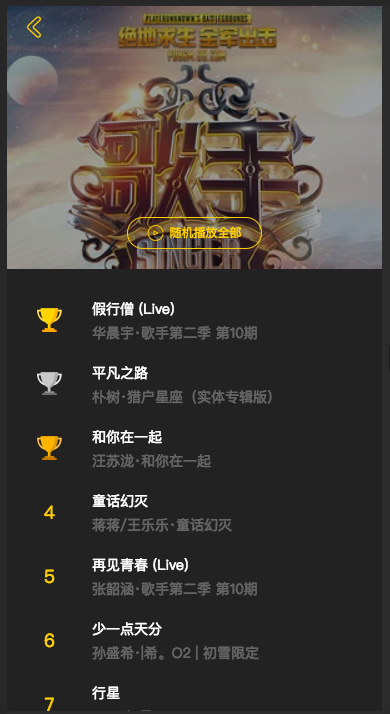 PLAYERUNKNOWN'S BATTLEGROUNDS
绝地求生 全军出击
PUBGM.QQ.COM
歌手
SINGER
随机播放全部
假行僧 (Live)
华晨宇·歌手第二季 第10期
平凡之路
朴树·猎户星座（实体专辑版）
和你在一起
汪苏泷·和你在一起
4
童话幻灭
蒋蒋/王乐乐·童话幻灭
5
再见青春 (Live)
张韶涵·歌手第二季 第10期
6
少一点天分
孙盛希·|希。O2 | 初雪限定
7
行星